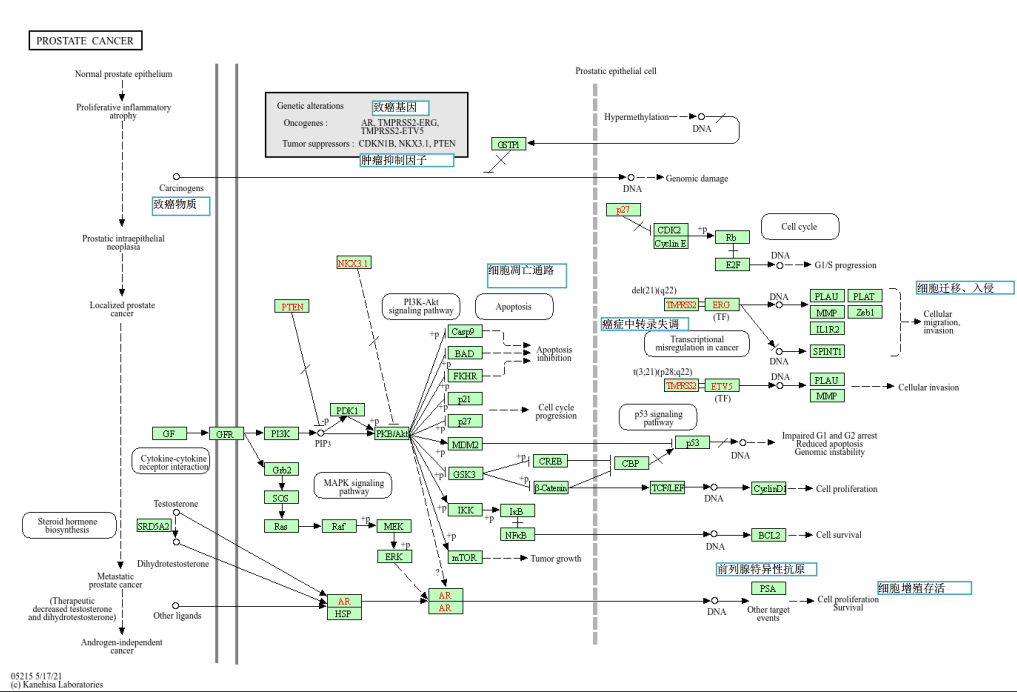 PROSTATE CANCER
Normal prostate epithelium
Proliferative inflammatory
atrophy
Prostatic intraepithelial
neoplasia
Localized prostate
cancer
Metastatic
prostate cancer
(Therapeutic
decreased testosterone
and dihydrotestosterone)
Androgen-independent
cancer
Genetic alterations
致癌基因
Oncogenes :
AR, TMPRSS2-ERG,
TMPRSS2-ETV5
Tumor suppressors :
CDKN1B, NKX3.1, PTEN
肿瘤抑制因子
Prostatic epithelial cell
Hypermethylation
DNA
GSTP1
Carcinogens
致癌物质
DNA
Genomic damage
p27
CDK2
Cyclin E
+p
Rb
E2F
Cell cycle
DNA
G1/S progression
NKX3.1
PTEN
细胞凋亡通路
PI3K-Akt
signaling pathway
Apoptosis
del(21)(q22)
TMPRSS2
ERG
(TF)
DNA
PLAU
PLAT
MMP
Zeb1
IL1R2
SPINT1
DNA
细胞迁移、入侵
Cellular
migration,
invasion
癌症中转录失调
Transcriptional
misregulation in cancer
t(3;21)(p28;q22)
TMPRSS2
ETV5
(TF)
DNA
PLAU
MMP
Cellular invasion
+p
Casp9
+p
BAD
+p
FKHR
Apoptosis
inhibition
+p
p21
+p
p27
Cell cycle
progression
+p
MDM2
p53 signaling
pathway
p53
DNA
Impaired G1 and G2 arrest
Reduced apoptosis
Genomic instability
GF
GFR
PI3K
PIP3
-p
PDK1
+p
PKB/Akt
Cytokine-cytokine
receptor interaction
Grb2
SOS
Ras
Raf
+p
MEK
+p
ERK
MAPK signaling
pathway
+p
GSK3
+p
CREB
+p
β-Catenin
CBP
TCF/LEF
DNA
CyclinD1
Cell proliferation
+p
IKK
+p
IκB
NFκB
DNA
BCL2
Cell survival
+p
mTOR
Tumor growth
Testosterone
Steroid hormone
biosynthesis
SRD5A2
Dihydrotestosterone
Other ligands
AR
HSP
?
AR
AR
DNA
前列腺特异性抗原
PSA
Other target
events
细胞增殖存活
Cell proliferation
Survival
05215 5/17/21
(c) Kanehisa Laboratories